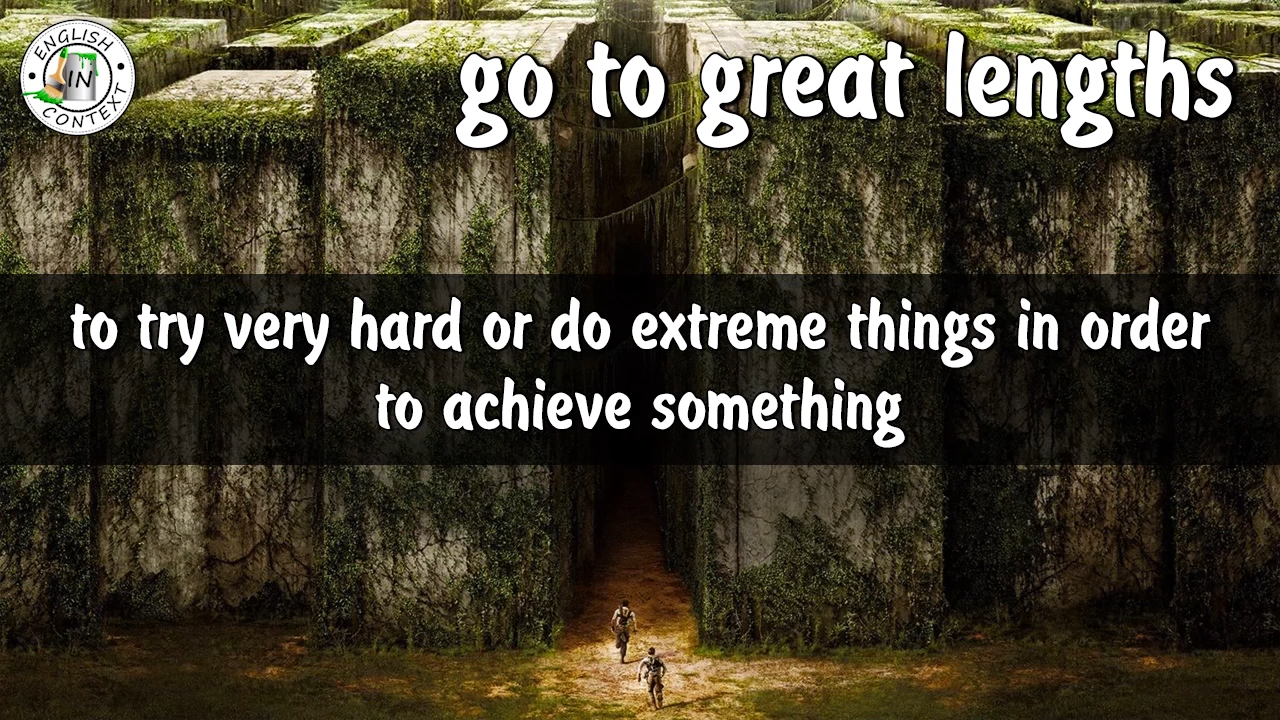 ENGLISH
IN
CONTEXT
go to great lengths
to try very hard or do extreme things in order
to achieve something